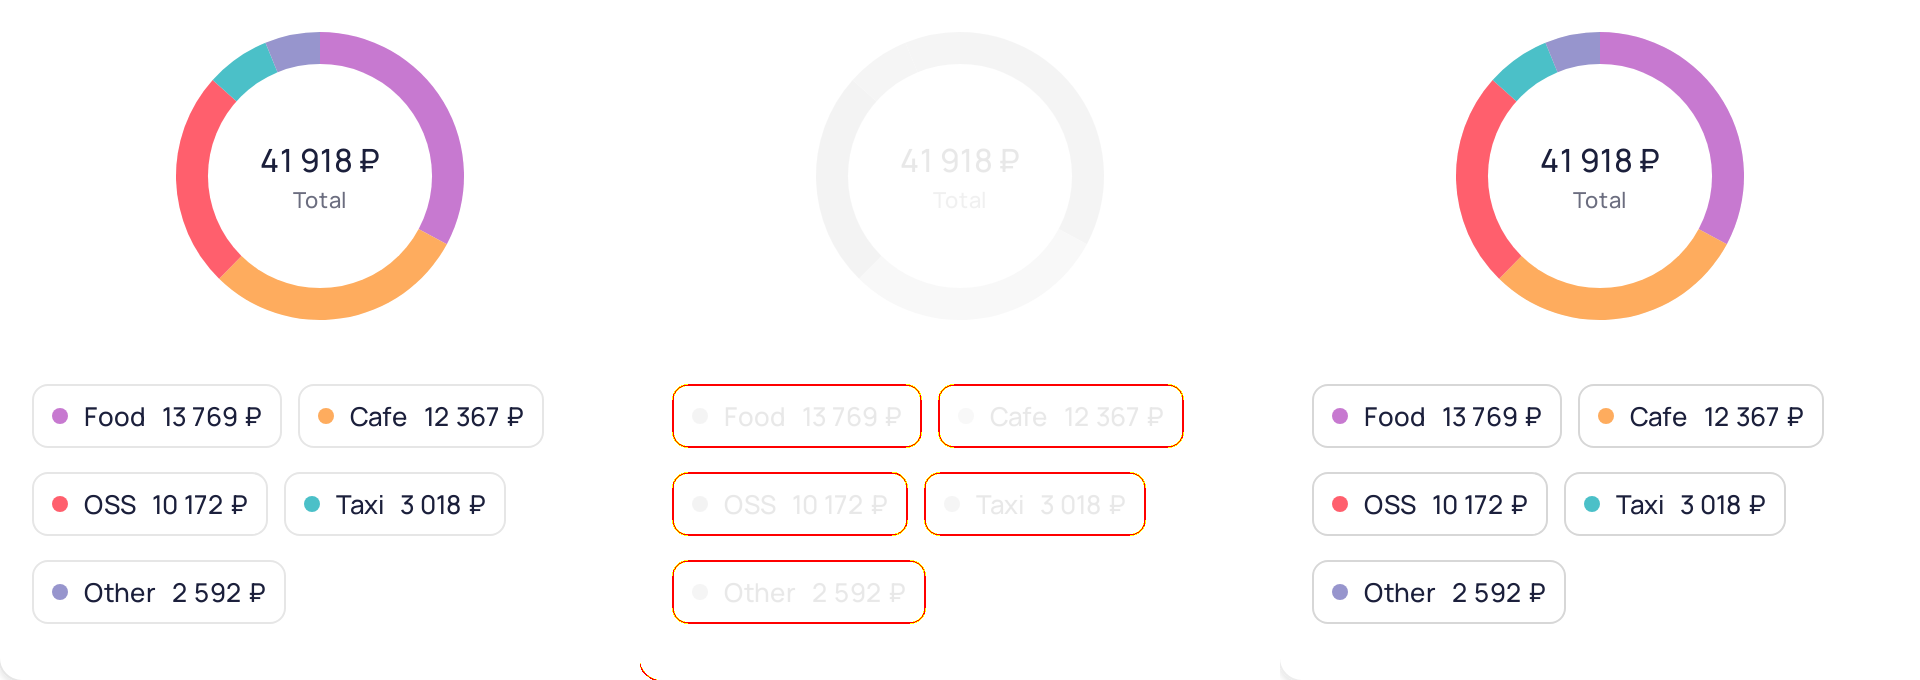 41 918 ₽ 41 918 ₽ 41 918 ₽
Total Total Total
Food 13 769 ₽ Cafe 12 367 ₽ Food 13 769 ₽ Cafe 12 367 ₽ Food 13 769 ₽ Cafe 12 367 ₽
OSS 10 172 ₽ Taxi 3 018 ₽ OSS 10 172 ₽ Taxi 3 018 ₽ OSS 10 172 ₽ Taxi 3 018 ₽
Other 2 592 ₽ Other 2 592 ₽ Other 2 592 ₽